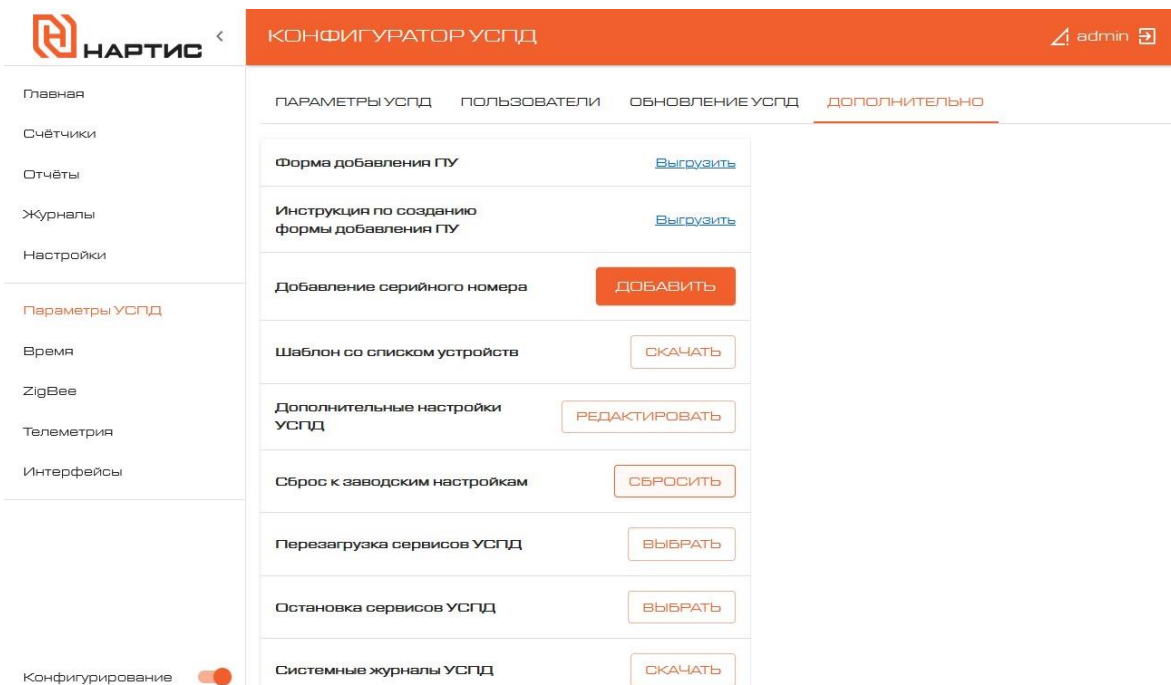 НАРТИС
КОНФИГУРАТОР УСПД
admin
Главная
Счётчики
Отчёты
Журналы
Настройки
Параметры УСПД
Время
ZigBee
Телеметрия
Интерфейсы
Конфигурирование
ПАРАМЕТРЫ УСПД ПОЛЬЗОВАТЕЛИ ОБНОВЛЕНИЕ УСПД ДОПОЛНИТЕЛЬНО
Форма добавления ПУ Выгрузить
Инструкция по созданию
формы добавления ПУ Выгрузить
Добавление серийного номера ДОБАВИТЬ
Шаблон со списком устройств СКАЧАТЬ
Дополнительные настройки
УСПД РЕДАКТИРОВАТЬ
Сброс к заводским настройкам СБРОСИТЬ
Перезагрузка сервисов УСПД ВЫБРАТЬ
Остановка сервисов УСПД ВЫБРАТЬ
Системные журналы УСПД СКАЧАТЬ